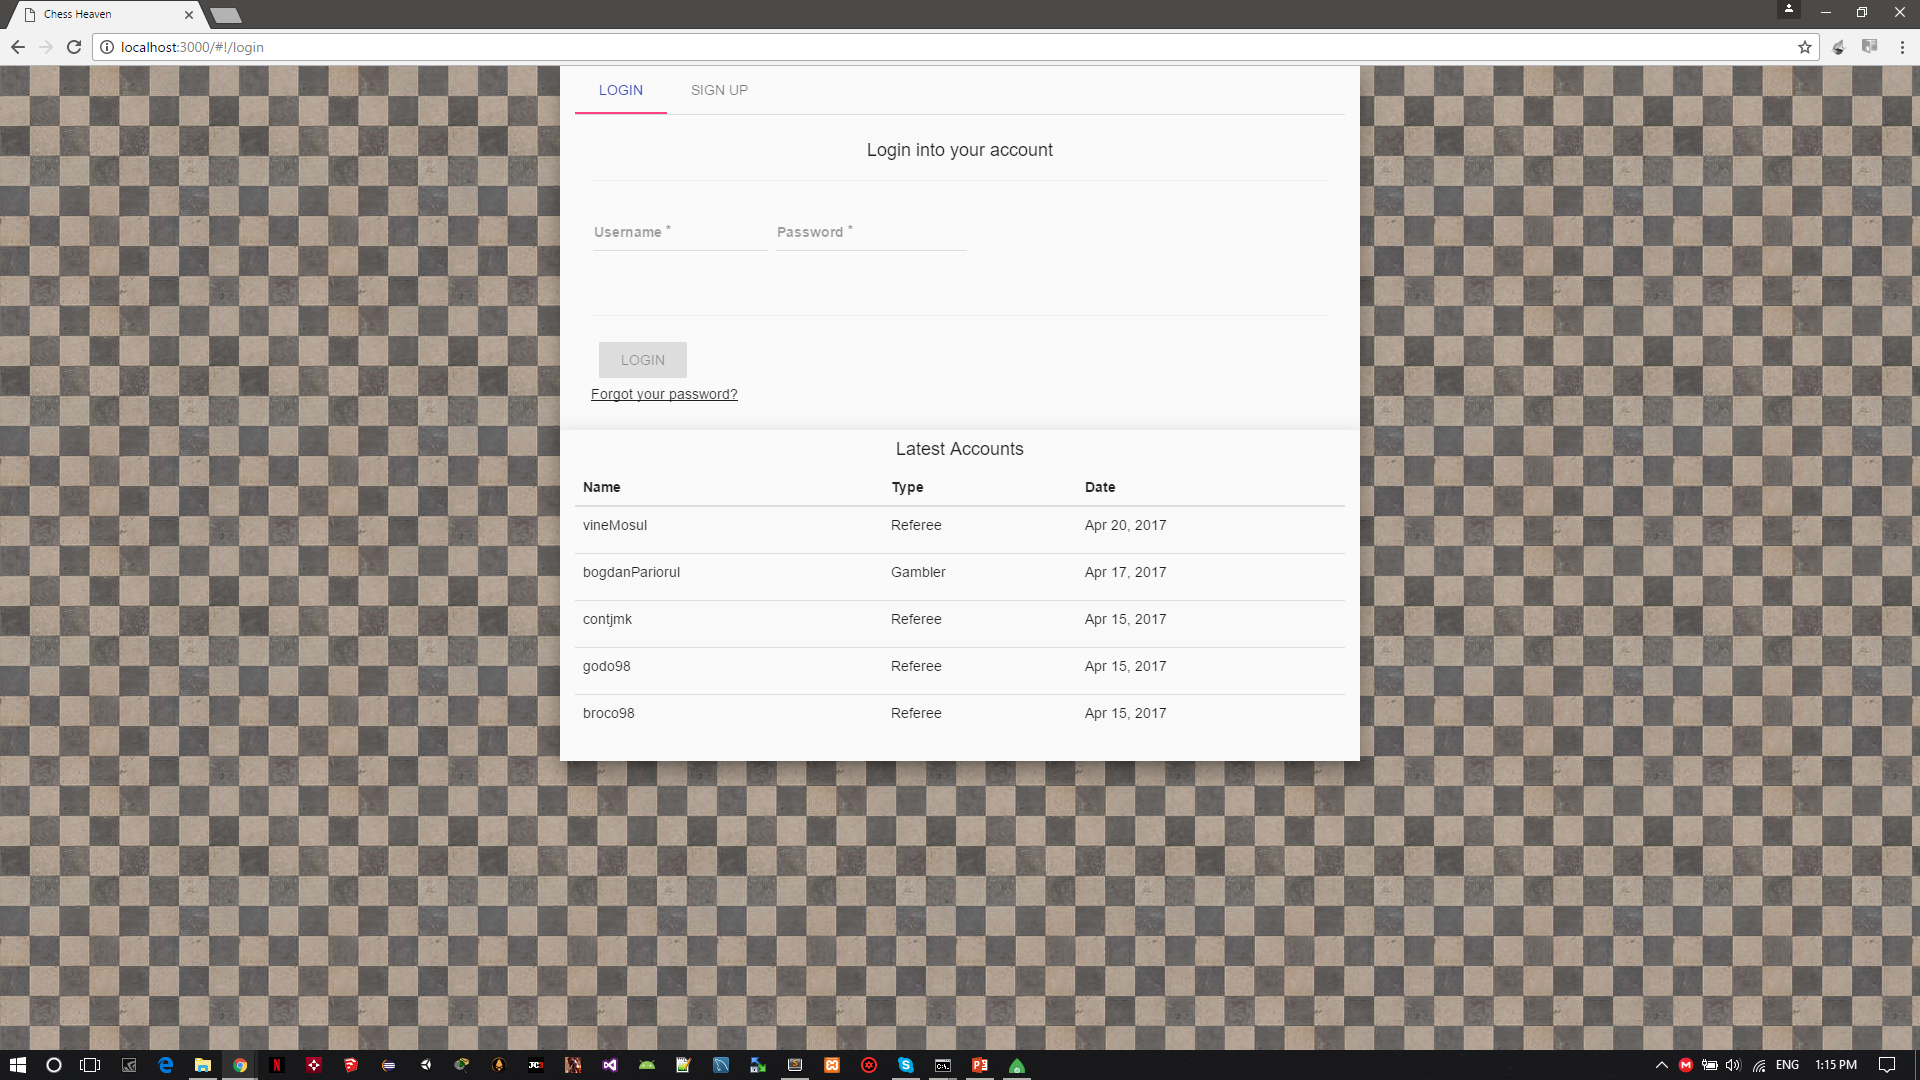 Chess Heaven
localhost:3000/#!/login
LOGIN SIGN UP
Login into your account
Username * Password *
LOGIN
Forgot your password?
Latest Accounts
Name Type Date
vineMosul Referee Apr 20, 2017
bogdanPariorul Gambler Apr 17, 2017
contjmk Referee Apr 15, 2017
godo98 Referee Apr 15, 2017
broco98 Referee Apr 15, 2017
JC3 ENG 1:15 PM